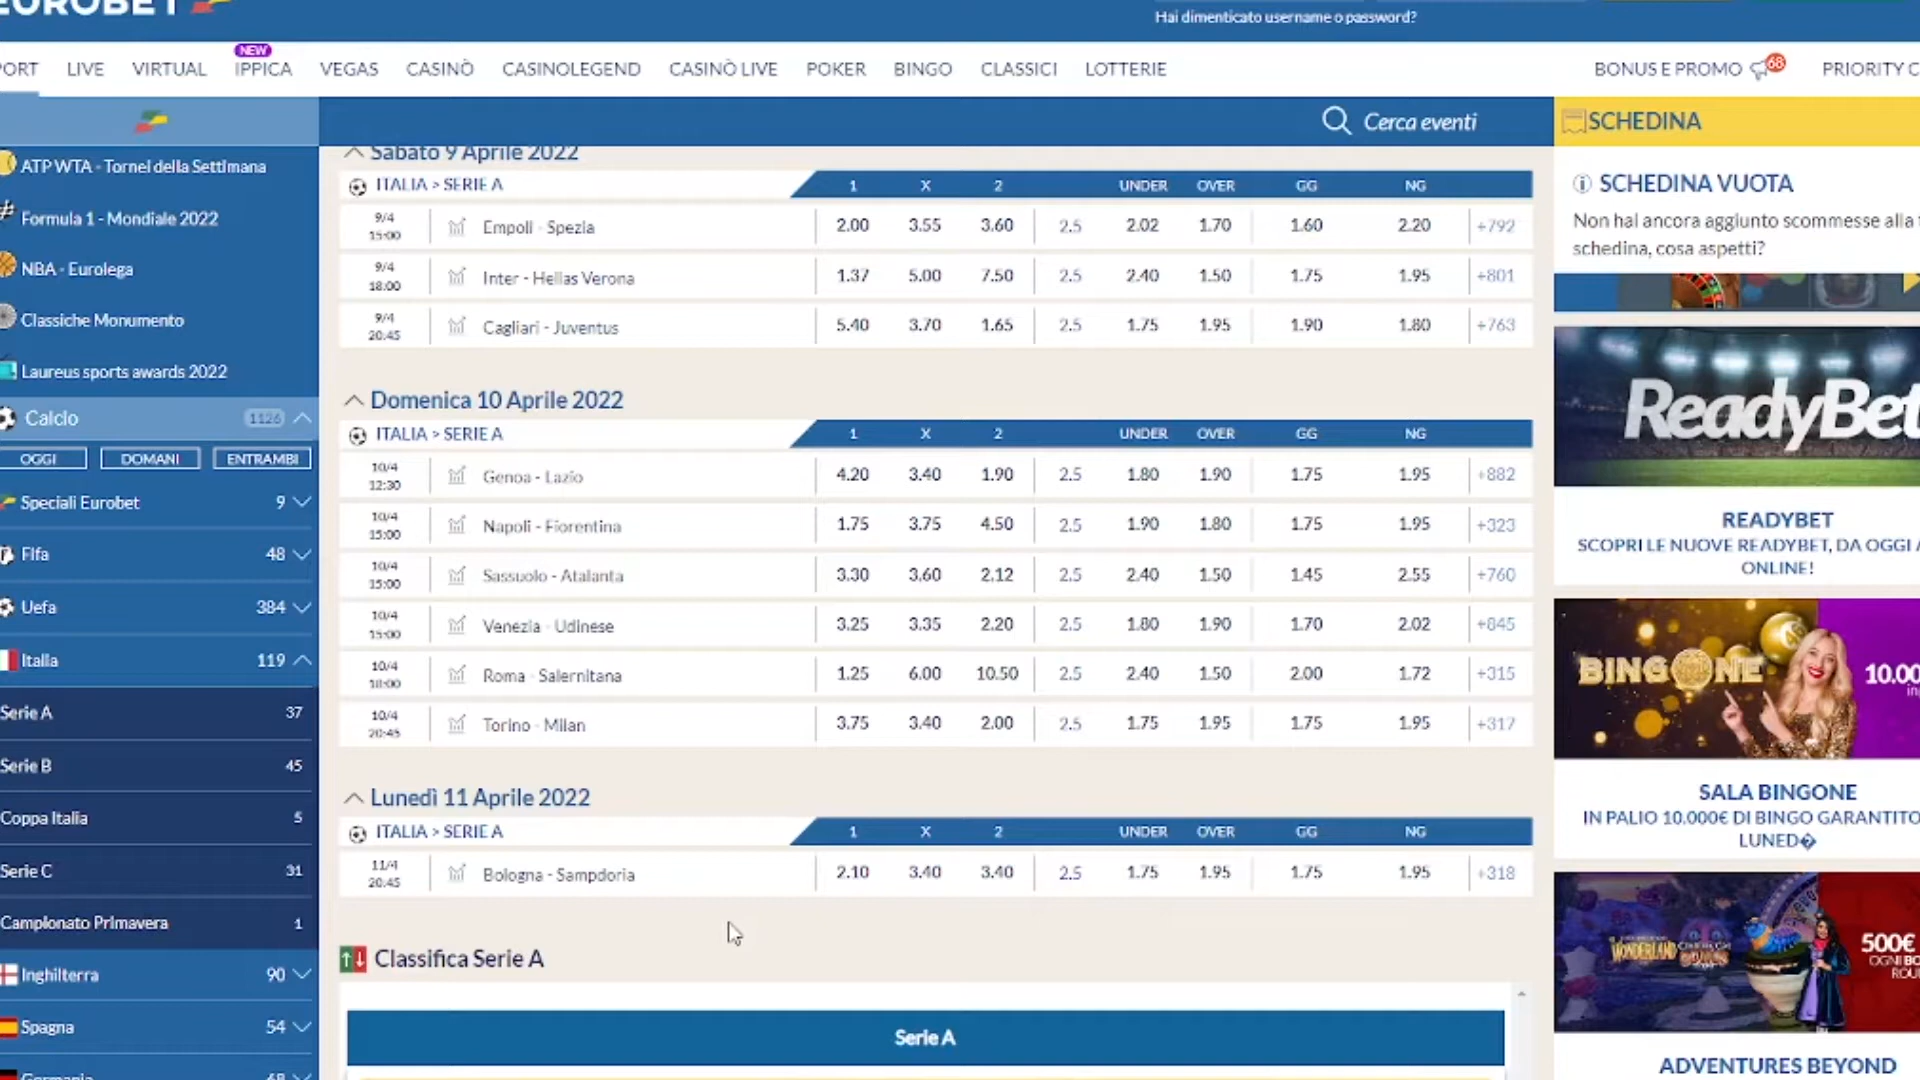 EUROBET
Hai dimenticato username o password?
PORT LIVE VIRTUAL NEW IPPICA VEGAS CASINÒ CASINOLEGEND CASINÒ LIVE POKER BINGO CLASSICI LOTTERIE BONUS E PROMO 68 PRIORITY C
Cerca eventi
SCHEDINA
ATP WTA - Tornei della Settimana
Formula 1 - Mondiale 2022
NBA - Eurolega
Classiche Monumento
Laureus sports awards 2022
Calcio 1126
OGGI DOMANI ENTRAMBI
Speciali Eurobet 9
Fifa 48
Uefa 384
Italia 119
Serie A 37
Serie B 45
Coppa Italia 5
Serie C 31
Campionato Primavera 1
Inghilterra 90
Spagna 54
Germania 68
Sabato 9 Aprile 2022
ITALIA > SERIE A 1 X 2 UNDER OVER GG NG
9/4 15:00 Empoli - Spezia 2.00 3.55 3.60 2.5 2.02 1.70 1.60 2.20 +792
9/4 18:00 Inter - Hellas Verona 1.37 5.00 7.50 2.5 2.40 1.50 1.75 1.95 +801
9/4 20:45 Cagliari - Juventus 5.40 3.70 1.65 2.5 1.75 1.95 1.90 1.80 +763
Domenica 10 Aprile 2022
ITALIA > SERIE A 1 X 2 UNDER OVER GG NG
10/4 12:30 Genoa - Lazio 4.20 3.40 1.90 2.5 1.80 1.90 1.75 1.95 +882
10/4 15:00 Napoli - Fiorentina 1.75 3.75 4.50 2.5 1.90 1.80 1.75 1.95 +323
10/4 15:00 Sassuolo - Atalanta 3.30 3.60 2.12 2.5 2.40 1.50 1.45 2.55 +760
10/4 15:00 Venezia - Udinese 3.25 3.35 2.20 2.5 1.80 1.90 1.70 2.02 +845
10/4 18:00 Roma - Salernitana 1.25 6.00 10.50 2.5 2.40 1.50 2.00 1.72 +315
10/4 20:45 Torino - Milan 3.75 3.40 2.00 2.5 1.75 1.95 1.75 1.95 +317
Lunedì 11 Aprile 2022
ITALIA > SERIE A 1 X 2 UNDER OVER GG NG
11/4 20:45 Bologna - Sampdoria 2.10 3.40 3.40 2.5 1.75 1.95 1.75 1.95 +318
Classifica Serie A
Serie A
SCHEDINA VUOTA
Non hai ancora aggiunto scommesse alla
schedina, cosa aspetti?
ReadyBet
READYBET
SCOPRI LE NUOVE READYBET, DA OGGI A
ONLINE!
BINGONE 46 10.00
SALA BINGONE
IN PALIO 10.000€ DI BINGO GARANTITO
LUNED�
WONDERLAND
500€
OGNI BO
ROU
ADVENTURES BEYOND